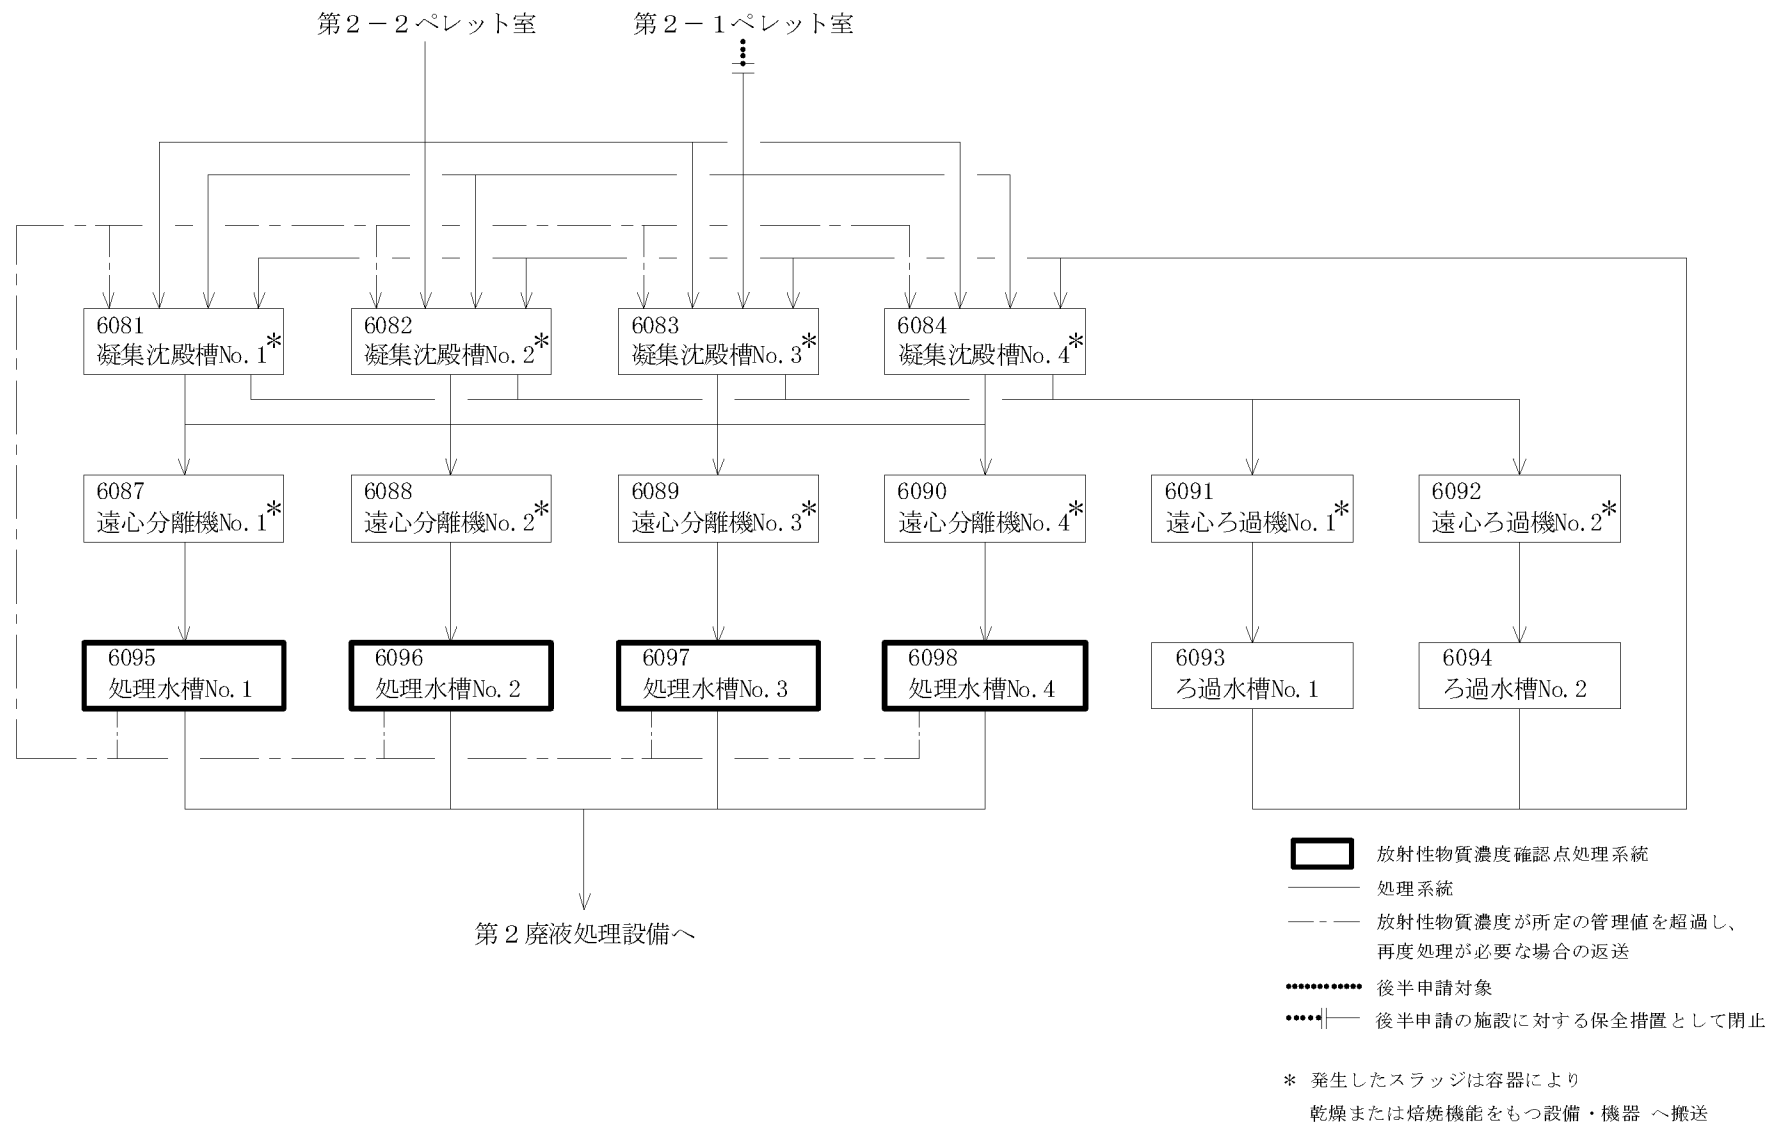 第２－２ペレット室
第２－１ペレット室
6081
凝集沈殿槽No.1*
6082
凝集沈殿槽No.2*
6083
凝集沈殿槽No.3*
6084
凝集沈殿槽No.4*
6087
遠心分離機No.1*
6088
遠心分離機No.2*
6089
遠心分離機No.3*
6090
遠心分離機No.4*
6091
遠心ろ過機No.1*
6092
遠心ろ過機No.2*
6095
処理水槽No.1
6096
処理水槽No.2
6097
処理水槽No.3
6098
処理水槽No.4
6093
ろ過水槽No.1
6094
ろ過水槽No.2
第２廃液処理設備へ
放射性物質濃度確認点処理系統
処理系統
放射性物質濃度が所定の管理値を超過し、
再度処理が必要な場合の返送
後半申請対象
後半申請の施設に対する保全措置として閉止
* 発生したスラッジは容器により
乾燥または焙焼機能をもつ設備・機器 へ搬送